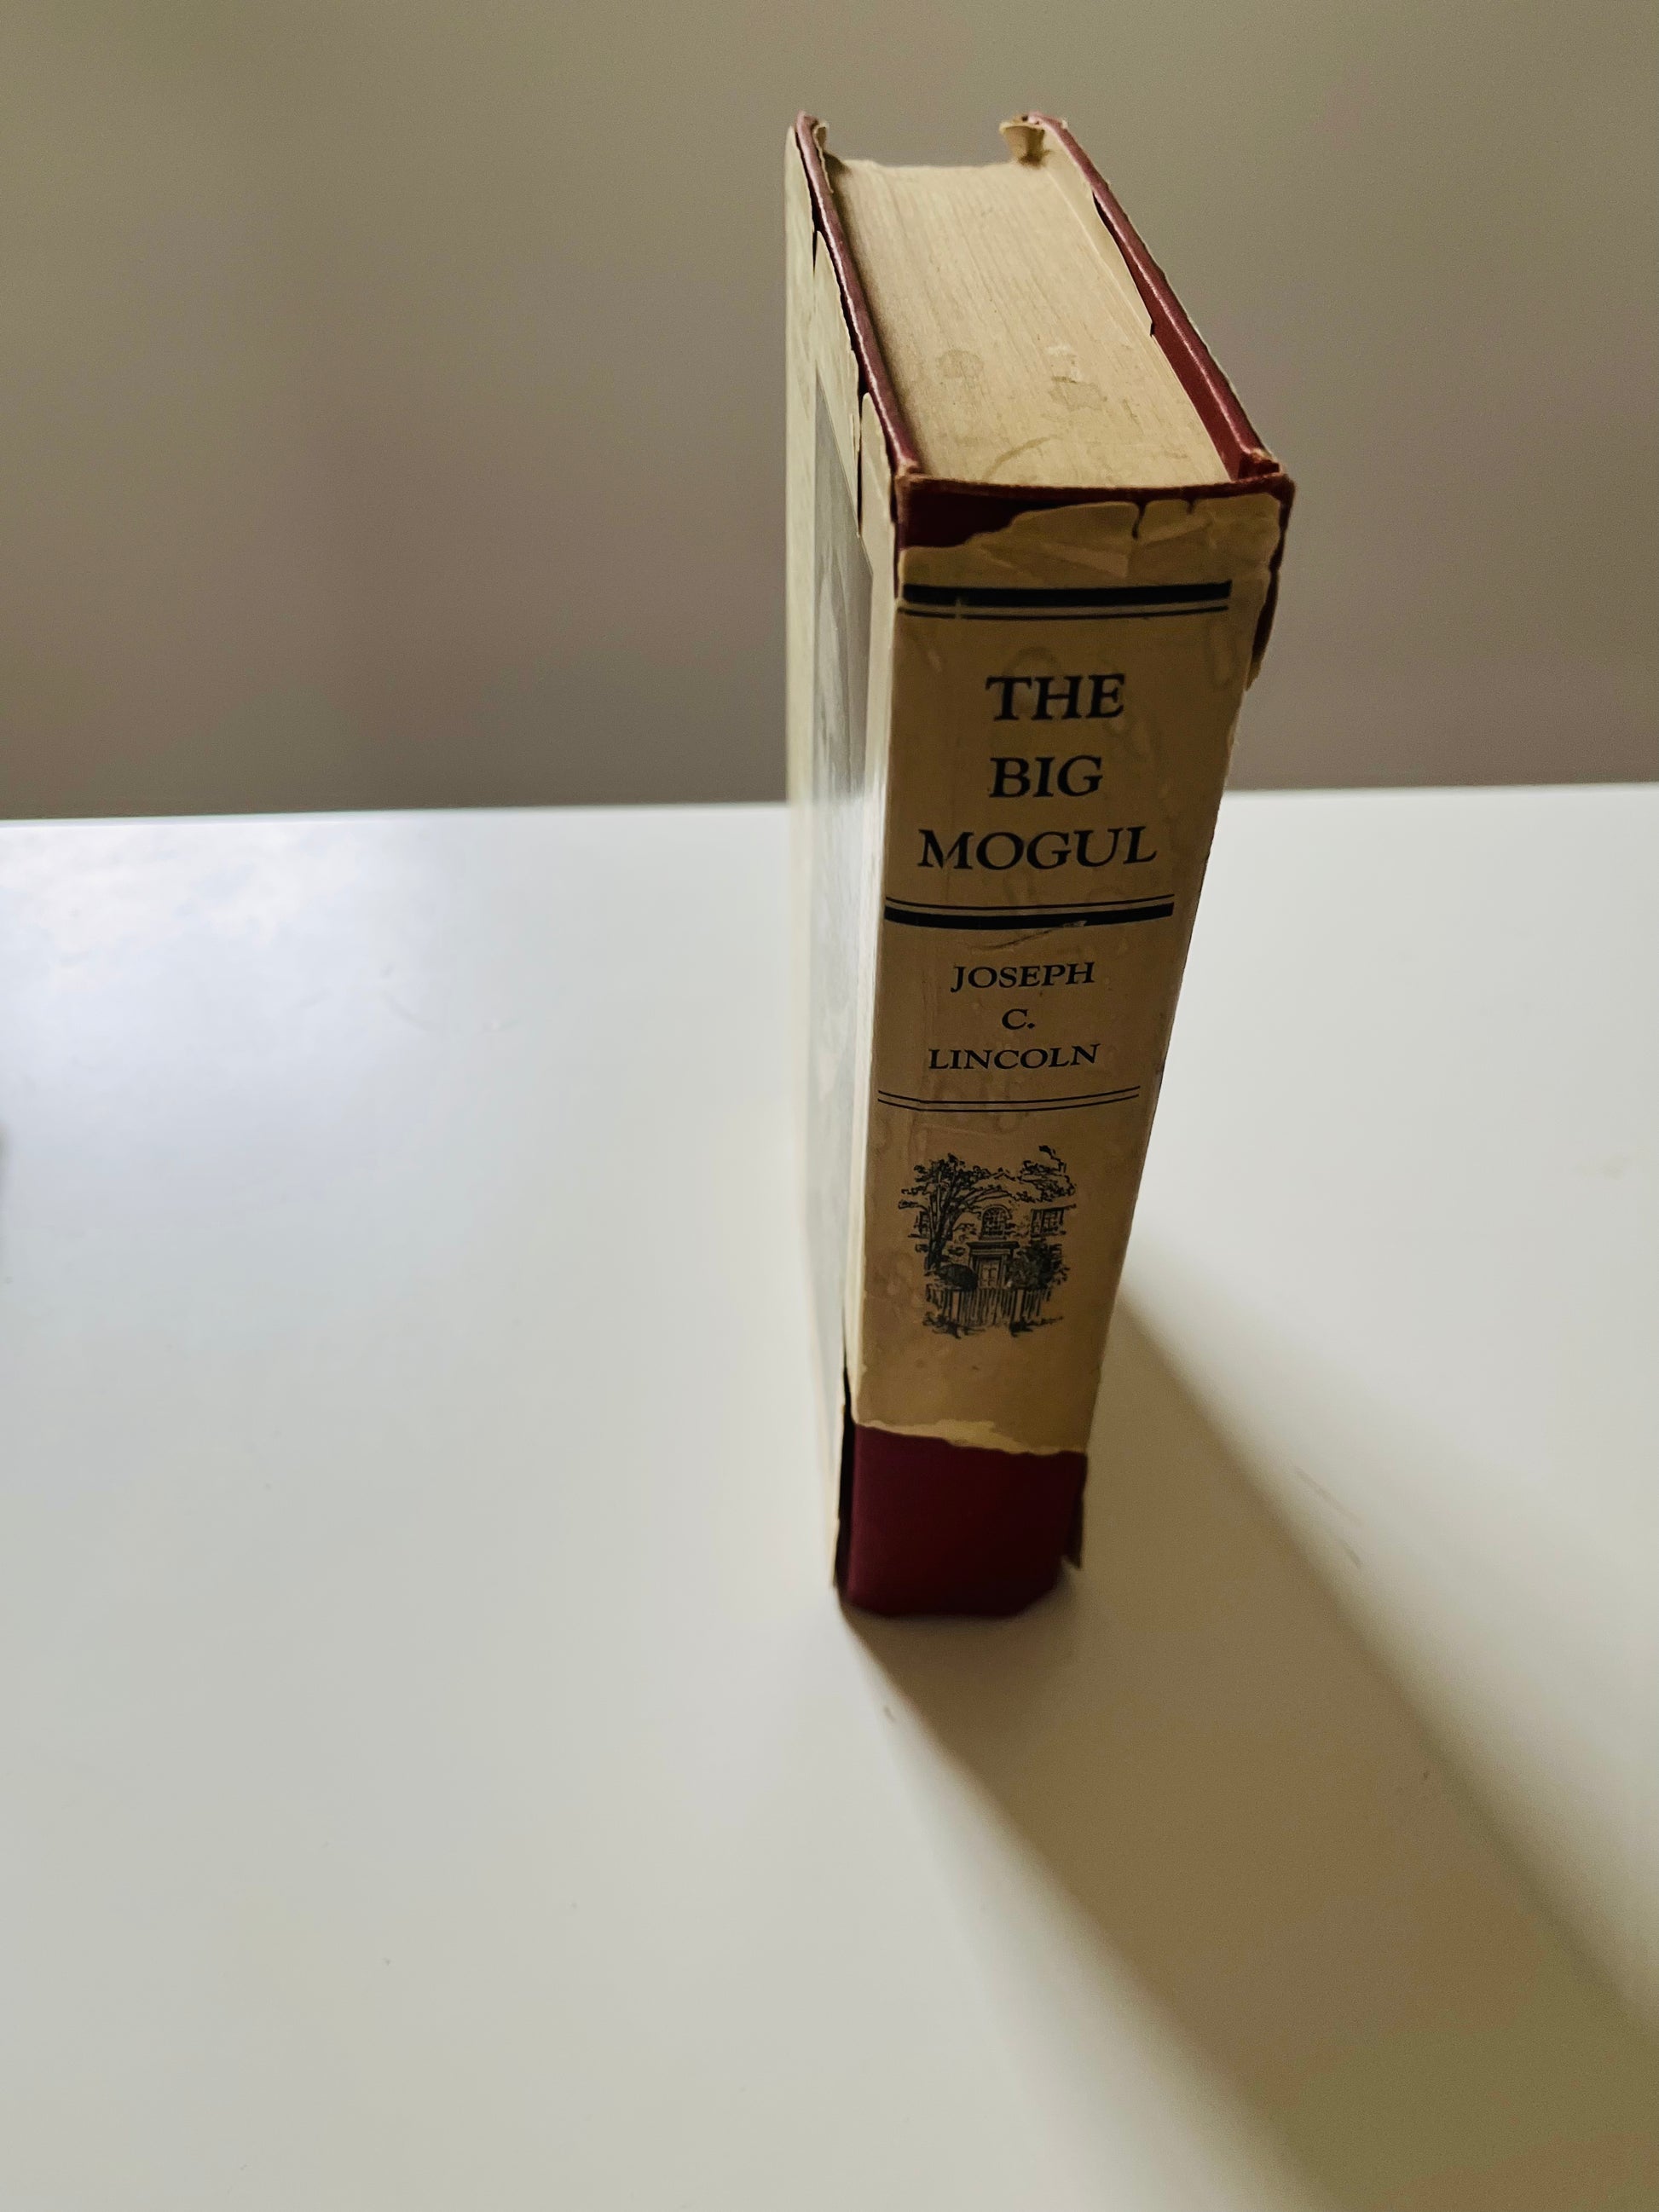 THE
BIG
MOGUL
JOSEPH
C.
LINCOLN